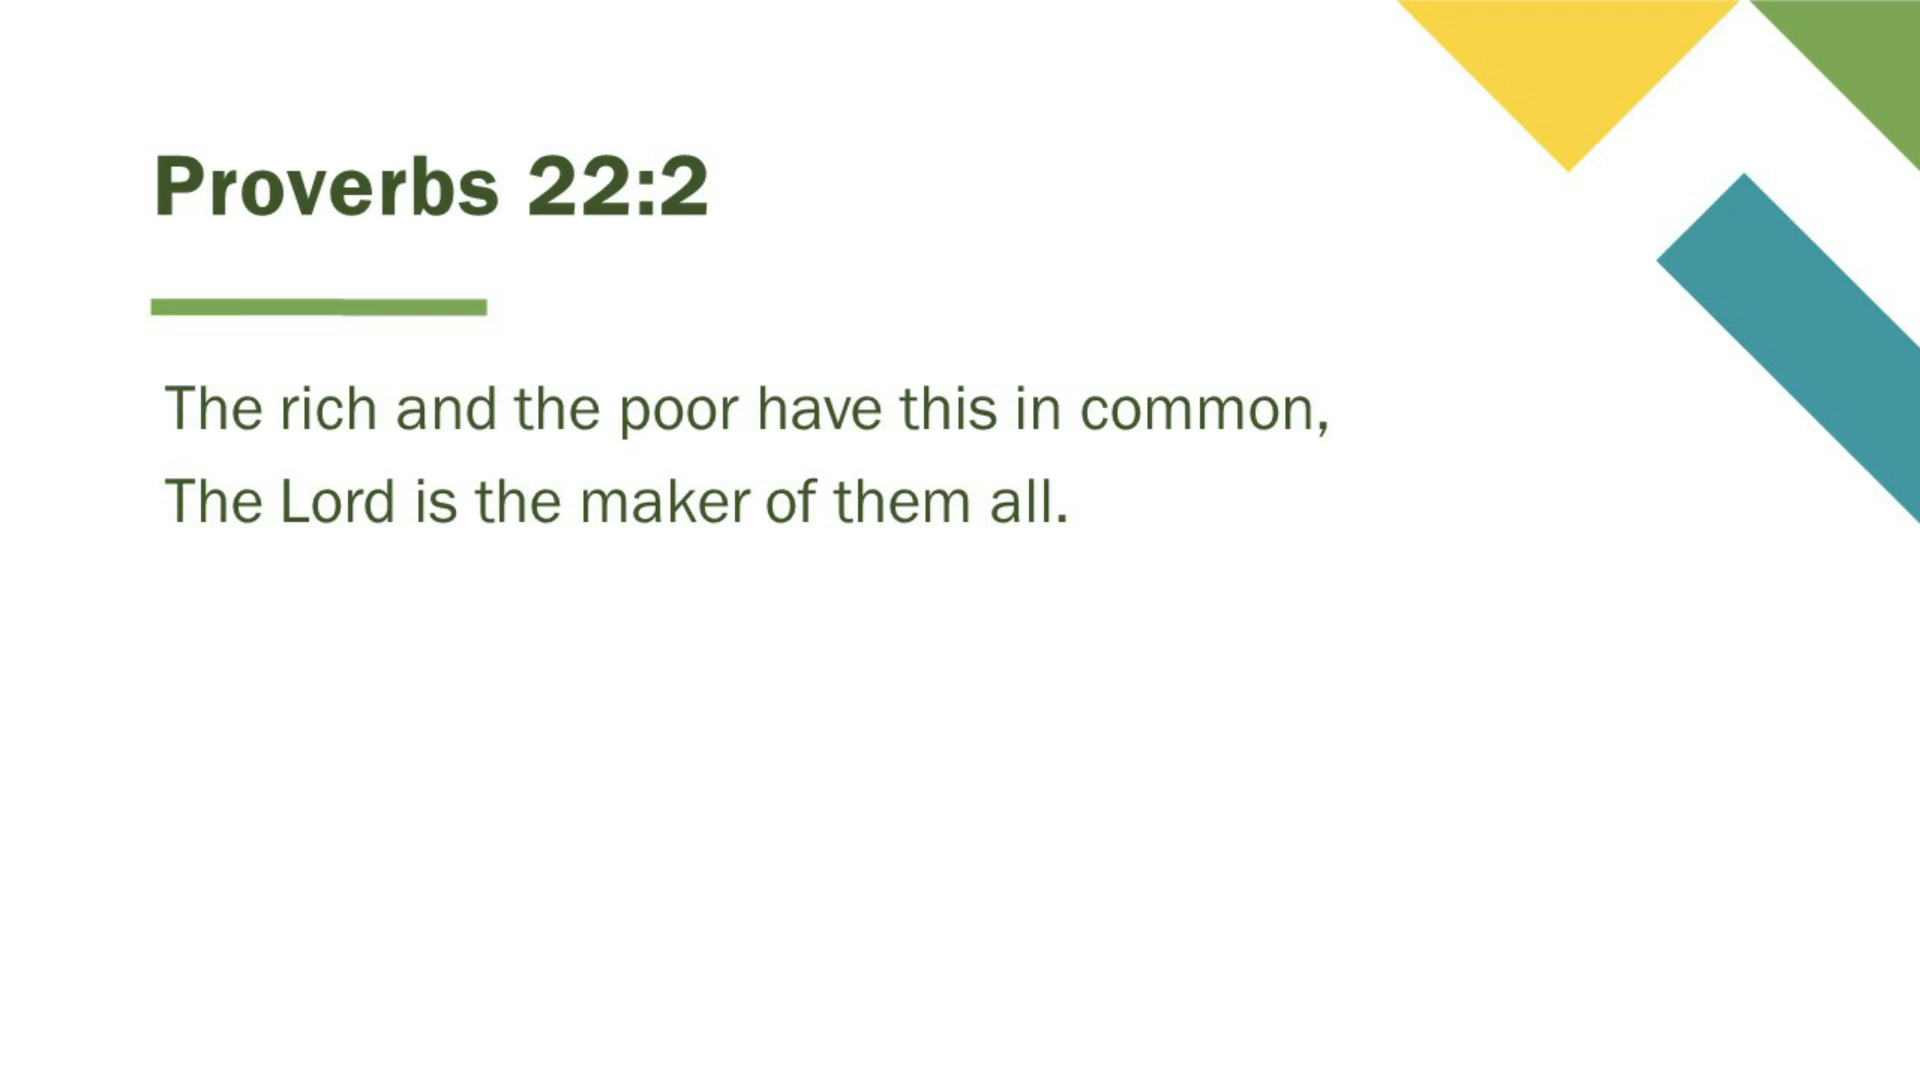 Proverbs 22:2
The rich and the poor have this in common,
The Lord is the maker of them all.